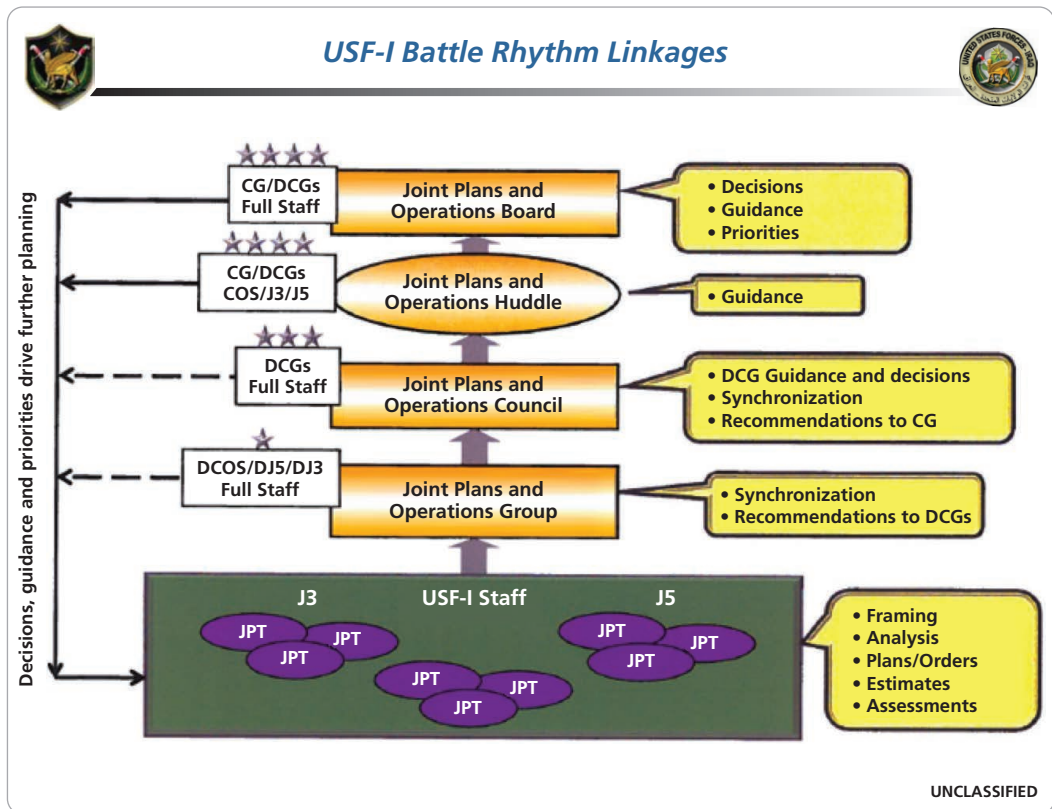 USF-I Battle Rhythm Linkages
UNITED STATES FORCES - IRAQ
Decisions, guidance and priorities drive further planning
CG/DCGs
Full Staff
Joint Plans and
Operations Board
• Decisions
• Guidance
• Priorities
CG/DCGs
COS/J3/J5
Joint Plans and
Operations Huddle
• Guidance
DCGs
Full Staff
Joint Plans and
Operations Council
• DCG Guidance and decisions
• Synchronization
• Recommendations to CG
DCOS/DJ5/DJ3
Full Staff
Joint Plans and
Operations Group
• Synchronization
• Recommendations to DCGs
J3
USF-I Staff
J5
JPT
JPT
JPT
JPT
JPT
JPT
JPT
JPT
JPT
• Framing
• Analysis
• Plans/Orders
• Estimates
• Assessments
UNCLASSIFIED